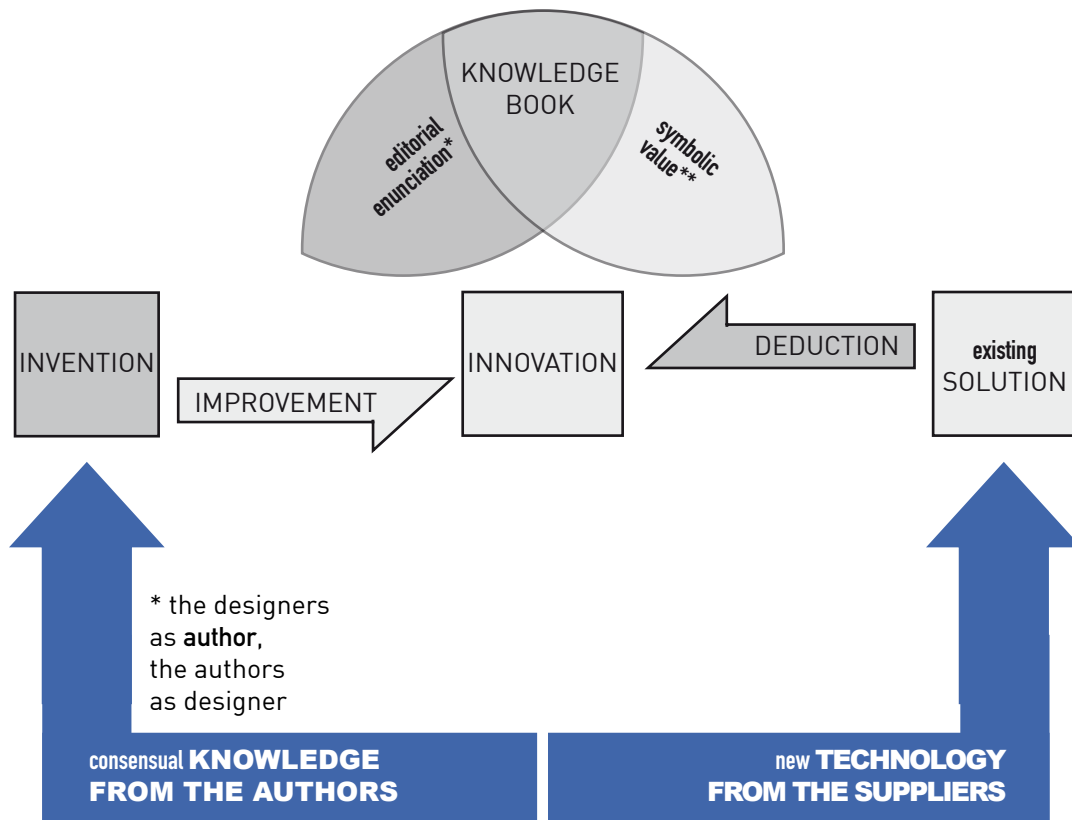 KNOWLEDGE
BOOK
editorial
enunciation*
symbolic
value**
INVENTION
IMPROVEMENT
INNOVATION
DEDUCTION
existing
SOLUTION
* the designers
as author,
the authors
as designer
consensual KNOWLEDGE
FROM THE AUTHORS
new TECHNOLOGY
FROM THE SUPPLIERS